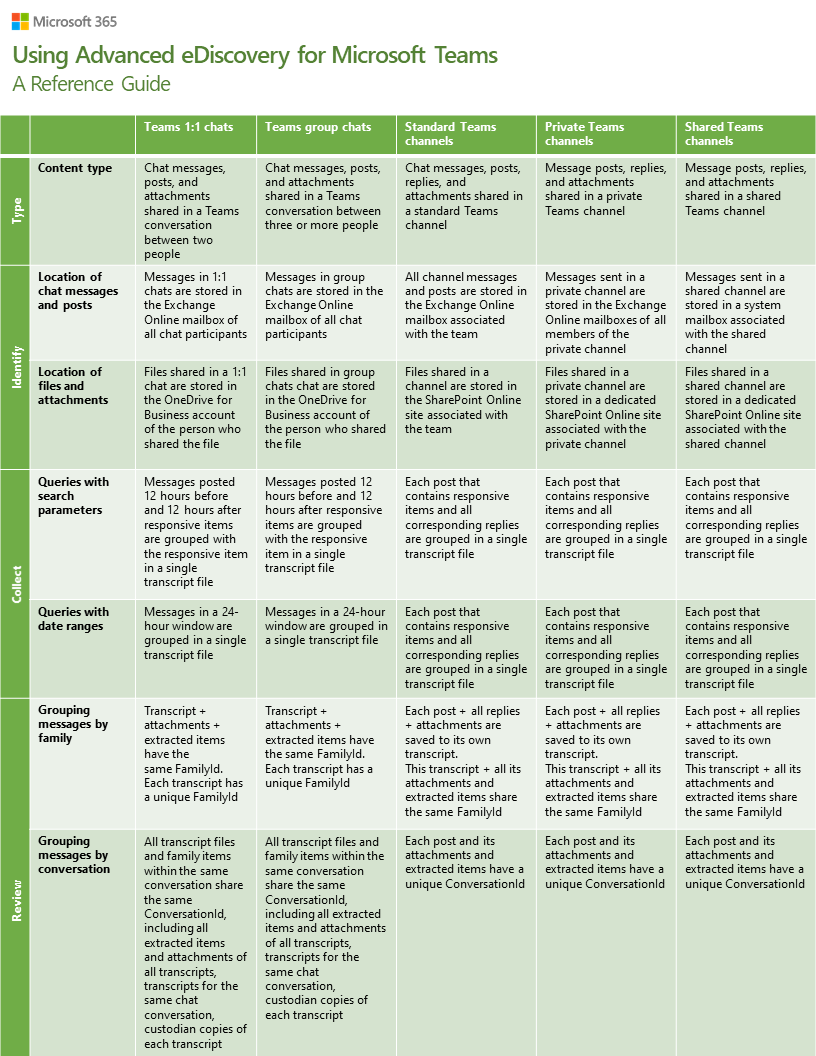 Microsoft 365
Using Advanced eDiscovery for Microsoft Teams
A Reference Guide
Teams 1:1 chats
Teams group chats
Standard Teams
channels
Private Teams
channels
Shared Teams
channels
Type
Content type
Chat messages,
posts, and
attachments
shared in a Teams
conversation
between two
people
Chat messages, posts,
and attachments
shared in a Teams
conversation between
three or more people
Chat messages, posts,
replies, and
attachments shared in
a standard Teams
channel
Message posts, replies,
and attachments
shared in a private
Teams channel
Message posts, replies,
and attachments
shared in a shared
Teams channel
Identify
Location of
chat messages
and posts
Messages in 1:1
chats are stored in
the Exchange
Online mailbox of
all chat participants
Messages in group
chats are stored in the
Exchange Online
mailbox of all chat
participants
All channel messages
and posts are stored in
the Exchange Online
mailbox associated
with the team
Messages sent in a
private channel are
stored in the Exchange
Online mailboxes of all
members of the
private channel
Messages sent in a
shared channel are
stored in a system
mailbox associated
with the shared
channel
Location of
files and
attachments
Files shared in a 1:1
chat are stored in
the OneDrive for
Business account
of the person who
shared the file
Files shared in group
chats chat are stored
in the OneDrive for
Business account of
the person who shared
the file
Files shared in a
channel are stored in
the SharePoint Online
site associated with
the team
Files shared in a
private channel are
stored in a dedicated
SharePoint Online site
associated with the
private channel
Files shared in a
shared channel are
stored in a dedicated
SharePoint Online site
associated with the
shared channel
Collect
Queries with
search
parameters
Messages posted
12 hours before
and 12 hours after
responsive items
are grouped with
the responsive item
in a single
transcript file
Messages posted 12
hours before and 12
hours after responsive
items are grouped
with the responsive
item in a single
transcript file
Each post that
contains responsive
items and all
corresponding replies
are grouped in a single
transcript file
Each post that
contains responsive
items and all
corresponding replies
are grouped in a single
transcript file
Each post that
contains responsive
items and all
corresponding replies
are grouped in a single
transcript file
Queries with
date ranges
Messages in a 24-
hour window are
grouped in a single
transcript file
Messages in a 24-hour
window are grouped in
a single transcript file
Each post that
contains responsive
items and all
corresponding replies
are grouped in a single
transcript file
Each post that
contains responsive
items and all
corresponding replies
are grouped in a single
transcript file
Each post that
contains responsive
items and all
corresponding replies
are grouped in a single
transcript file
Review
Grouping
messages by
family
Transcript +
attachments +
extracted items
have the
same FamilyId.
Each transcript has
a unique FamilyId
Transcript +
attachments +
extracted items have
the same FamilyId.
Each transcript has a
unique FamilyId
Each post + all replies
+ attachments are
saved to its own
transcript.
This transcript + all its
attachments and
extracted items share
the same FamilyId
Each post + all replies
+ attachments are
saved to its own
transcript.
This transcript + all its
attachments and
extracted items share
the same FamilyId
Each post + all replies
+ attachments are
saved to its own
transcript.
This transcript + all its
attachments and
extracted items share
the same FamilyId
Grouping
messages by
conversation
All transcript files
and family items
within the same
conversation share
the same
ConversationId,
including all
extracted items
and attachments of
all transcripts,
transcripts for the
same chat
conversation,
custodian copies of
each transcript
All transcript files and
family items within the
same conversation
share the same
ConversationId,
including all extracted
items and attachments
of all transcripts,
transcripts for the
same chat
conversation,
custodian copies of
each transcript
Each post and its
attachments and
extracted items have a
unique ConversationId
Each post and its
attachments and
extracted items have a
unique ConversationId
Each post and its
attachments and
extracted items have a
unique ConversationId